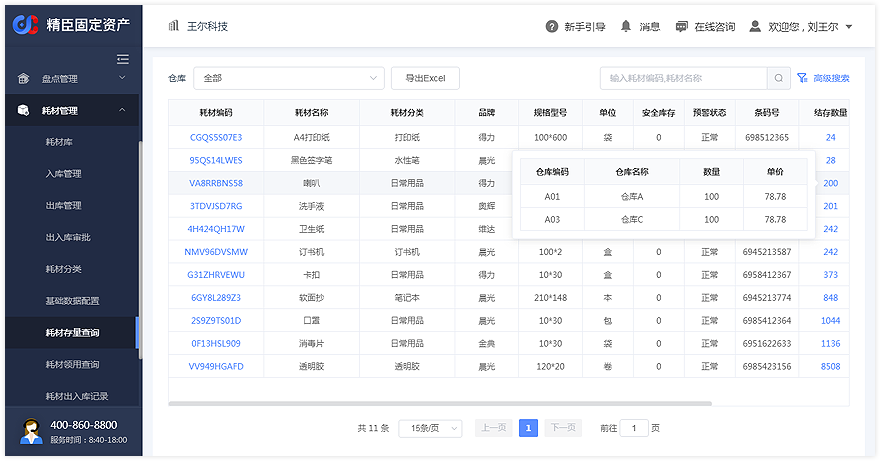 精臣固定资产
王尔科技
新手引导 消息 在线咨询 欢迎您 , 刘王尔
盘点管理
耗材管理
耗材库
入库管理
出库管理
出入库审批
耗材分类
基础数据配置
耗材存量查询
耗材领用查询
耗材出入库记录
400-860-8800
服务时间：8:40-18:00
仓库 全部 导出Excel 输入耗材编码,耗材名称 高级搜索
耗材编码 耗材名称 耗材分类 品牌 规格型号 单位 安全库存 预警状态 条码号 结存数量
CGQS5S07E3 A4打印纸 打印纸 得力 100*600 袋 0 正常 698512365 24
95QS14LWES 黑色签字笔 水性笔 晨光 28
VA8RRBNS58 喇叭 日常用品 得力 200
3TDVJSD7RG 洗手液 日常用品 奥辉 201
4H424QH17W 卫生纸 日常用品 维达 242
仓库编码 仓库名称 数量 单价
A01 仓库A 100 78.78
A03 仓库C 100 78.78
NMV96DVSMW 订书机 订书机 晨光 100*2 盒 0 正常 6945213587 242
G31ZHRVEWU 卡扣 日常用品 得力 10*30 盒 0 正常 6958412367 373
6GY8L289Z3 软面抄 笔记本 晨光 210*148 本 0 正常 6945213774 848
2S9Z9TS01D 口罩 日常用品 晨光 10*30 包 0 正常 6985412364 1044
0F13HSL909 消毒片 日常用品 金典 10*30 袋 0 正常 6951622633 1136
VV949HGAFD 透明胶 透明胶 晨光 120*20 卷 0 正常 6985423156 8508
共 11 条 15条/页 上一页 1 下一页 前往 1 页